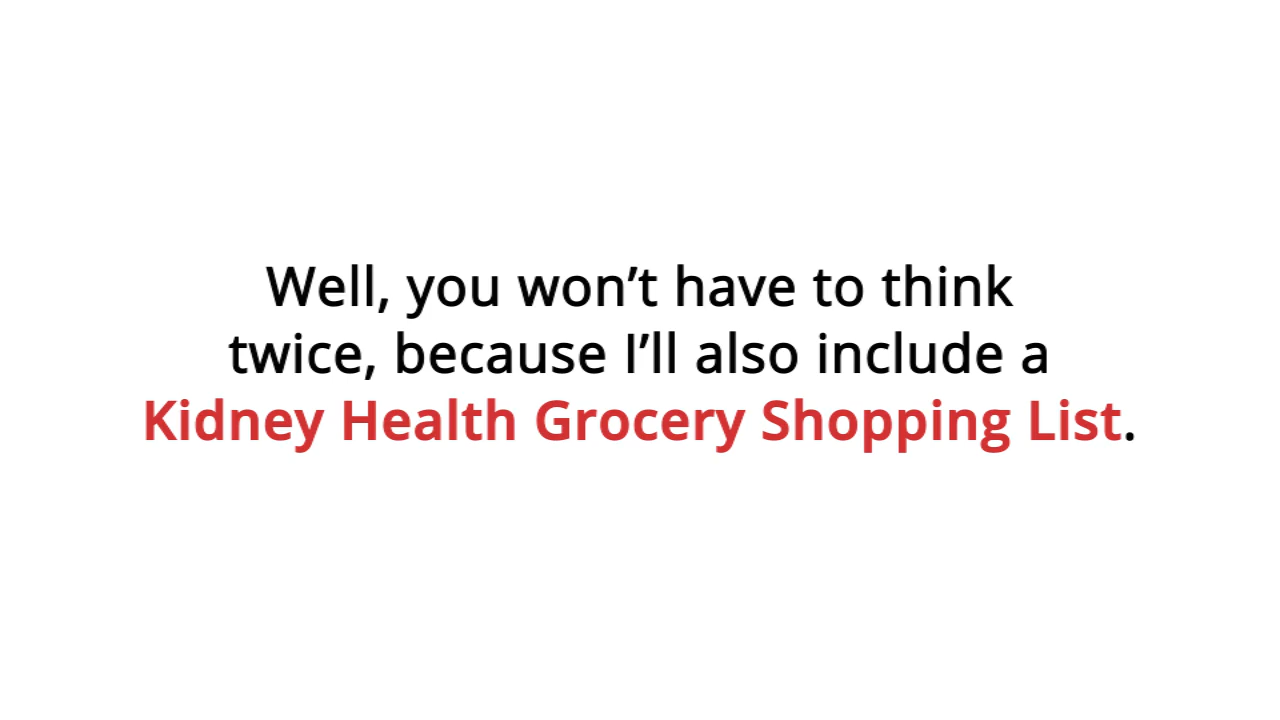 Well, you won’t have to think
twice, because I’ll also include a
Kidney Health Grocery Shopping List.